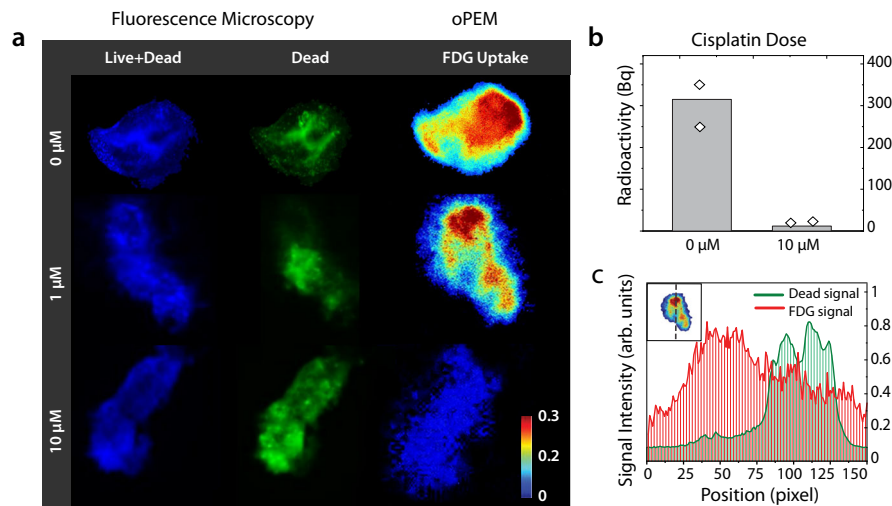 Fluorescence Microscopy
oPEM
a
Live+Dead
Dead
FDG Uptake
0 µM
1 µM
10 µM
0.3
0.2
0
b
Cisplatin Dose
Radioactivity (Bq)
400
300
200
100
0
0 µM
10 µM
c
Dead signal
FDG signal
Signal Intensity (arb. units)
1
0.8
0.6
0.4
0.2
0
0
25
50
75
100
125
150
Position (pixel)